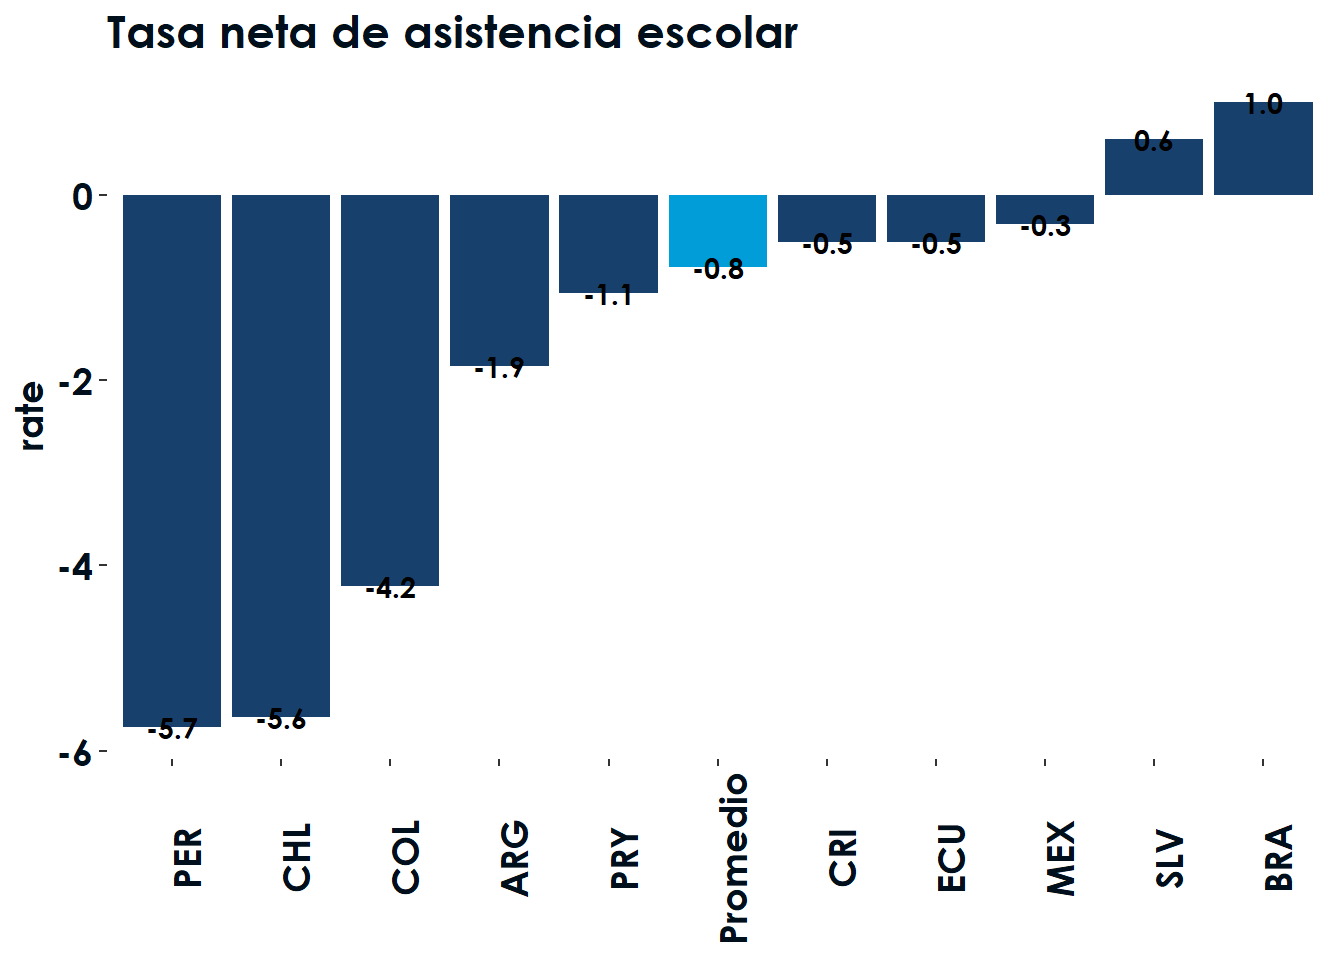 Tasa neta de asistencia escolar
rate
0
-2
-4
-6
-5.7
-5.6
-4.2
-1.9
-1.1
-0.8
-0.5
-0.5
-0.3
0.6
1.0
PER
CHL
COL
ARG
PRY
Promedio
CRI
ECU
MEX
SLV
BRA